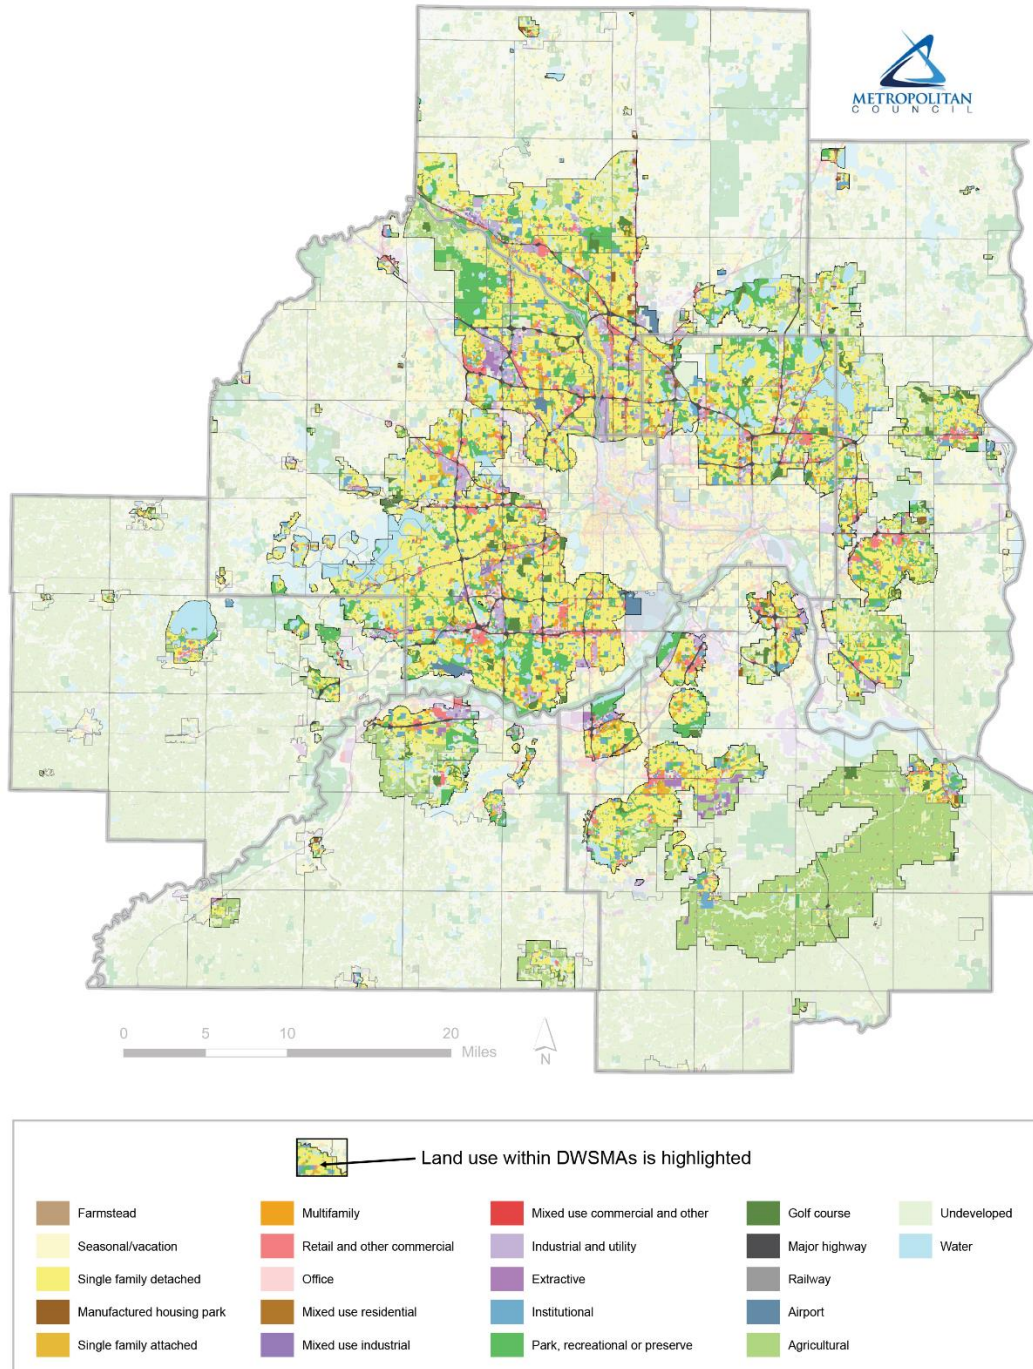 METROPOLITAN
COUNCIL
0 5 10 20
Miles
N
Land use within DWSMAs is highlighted
Farmstead
Seasonal/vacation
Single family detached
Manufactured housing park
Single family attached
Multifamily
Retail and other commercial
Office
Mixed use residential
Mixed use industrial
Mixed use commercial and other
Industrial and utility
Extractive
Institutional
Park, recreational or preserve
Golf course
Major highway
Railway
Airport
Agricultural
Undeveloped
Water